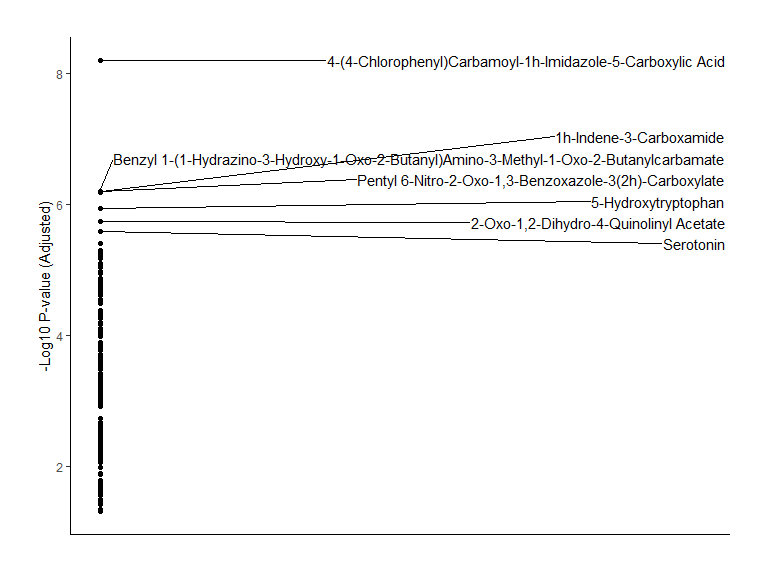 4-(4-Chlorophenyl)Carbamoyl-1h-Imidazole-5-Carboxylic Acid
8
1h-Indene-3-Carboxamide
Benzyl 1-(1-Hydrazino-3-Hydroxy-1-Oxo-2-Butanyl)Amino-3-Methyl-1-Oxo-2-Butanylcarbamate
Pentyl 6-Nitro-2-Oxo-1,3-Benzoxazole-3(2h)-Carboxylate
6
5-Hydroxytryptophan
2-Oxo-1,2-Dihydro-4-Quinolinyl Acetate
Serotonin
-Log10 P-value (Adjusted)
4
2